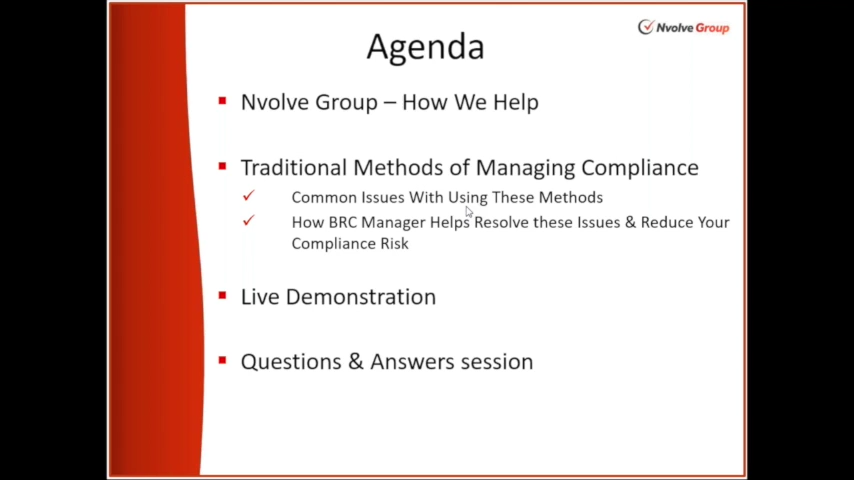 Agenda
Nvolve Group
Nvolve Group – How We Help
Traditional Methods of Managing Compliance
Common Issues With Using These Methods
How BRC Manager Helps Resolve these Issues & Reduce Your
Compliance Risk
Live Demonstration
Questions & Answers session